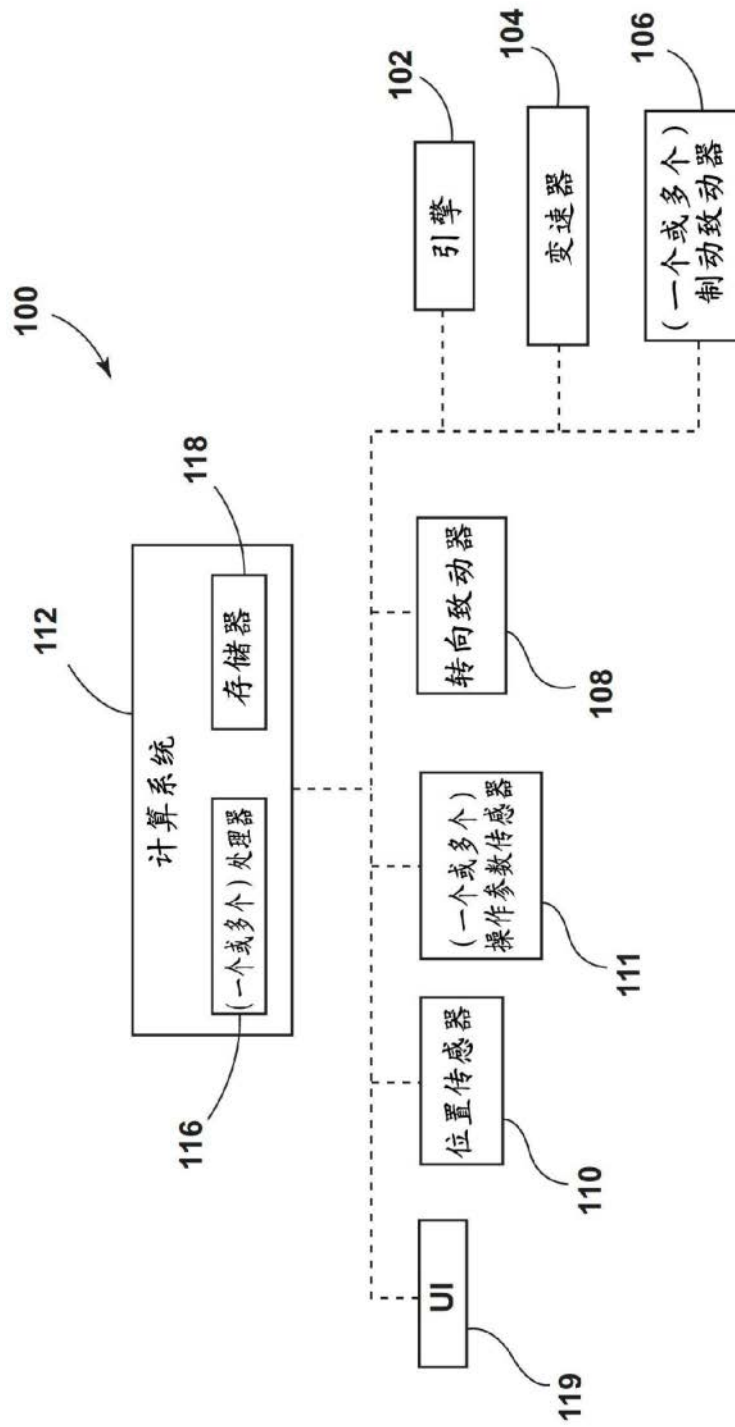 100
112
计算系统
118
存储器
(一个或多个)处理器
116
102
引擎
104
变速器
106
(一个或多个)
制动致动器
转向致动器
108
(一个或多个)
操作参数传感器
111
位置传感器
110
UI
119